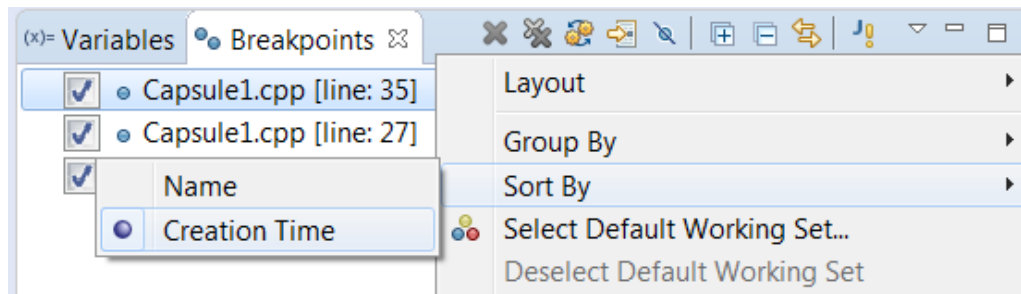 (x)= Variables Breakpoints
Capsule1.cpp [line: 35]
Capsule1.cpp [line: 27]
Name
Creation Time
Layout
Group By
Sort By
Select Default Working Set...
Deselect Default Working Set